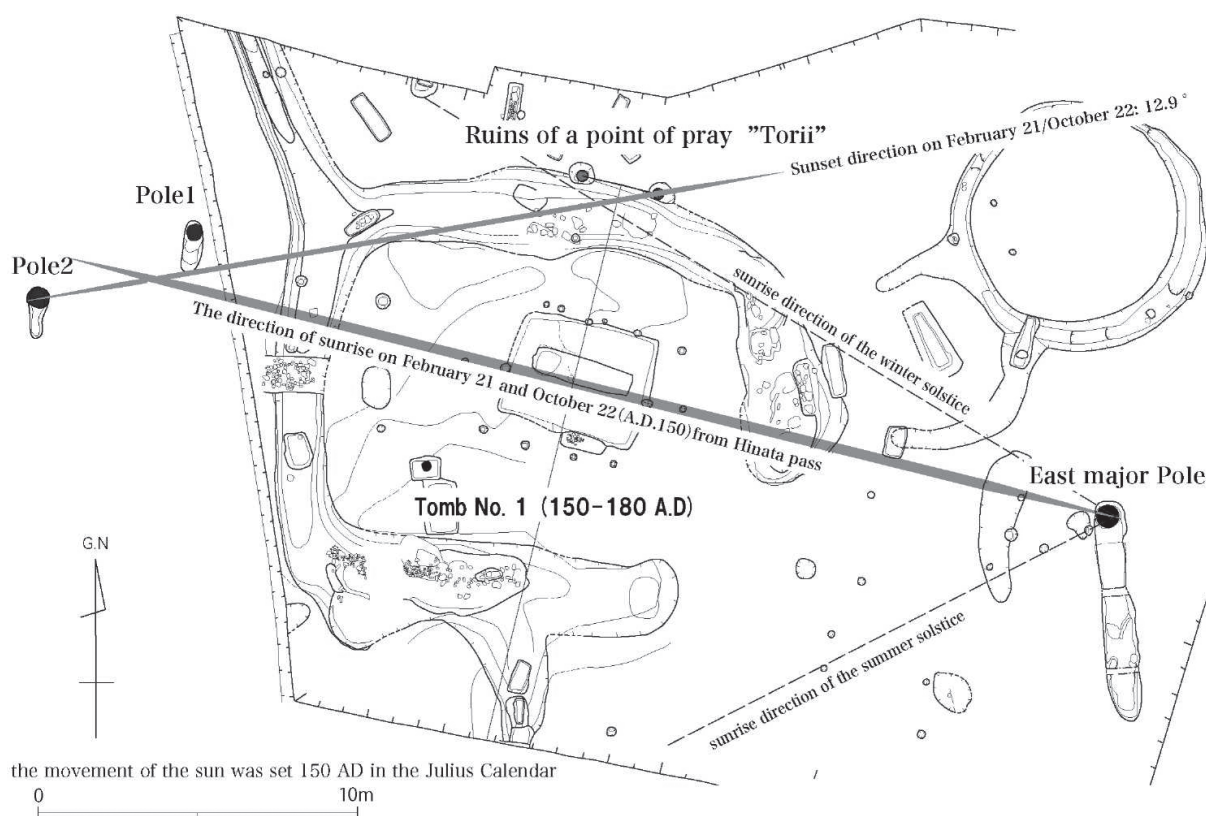 Ruins of a point of pray "Torii"
Sunset direction on February 21/October 22: 12.9°
Pole1
Pole2
The direction of sunrise on February 21 and October 22(A.D.150) from Hinata pass
sunrise direction of the winter solstice
East major Pole
Tomb No. 1 (150-180 A.D)
G.N
sunrise direction of the summer solstice
the movement of the sun was set 150 AD in the Julius Calendar
0 10m